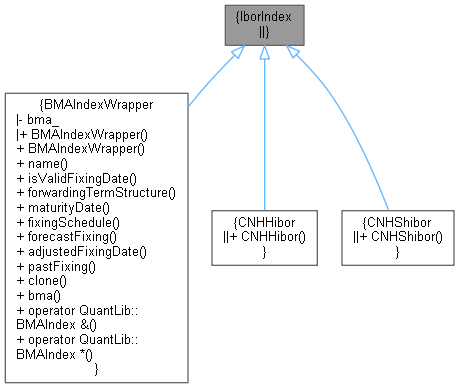 {IborIndex
||}
{BMAIndexWrapper
|- bma_
|+ BMAIndexWrapper()
+ BMAIndexWrapper()
+ name()
+ isValidFixingDate()
+ forwardingTermStructure()
+ maturityDate()
+ fixingSchedule()
+ forecastFixing()
+ adjustedFixingDate()
+ pastFixing()
+ clone()
+ bma()
+ operator QuantLib::
BMAIndex &()
+ operator QuantLib::
BMAIndex *()
}
{CNHHibor
||+ CNHHibor()
}
{CNHShibor
||+ CNHShibor()
}